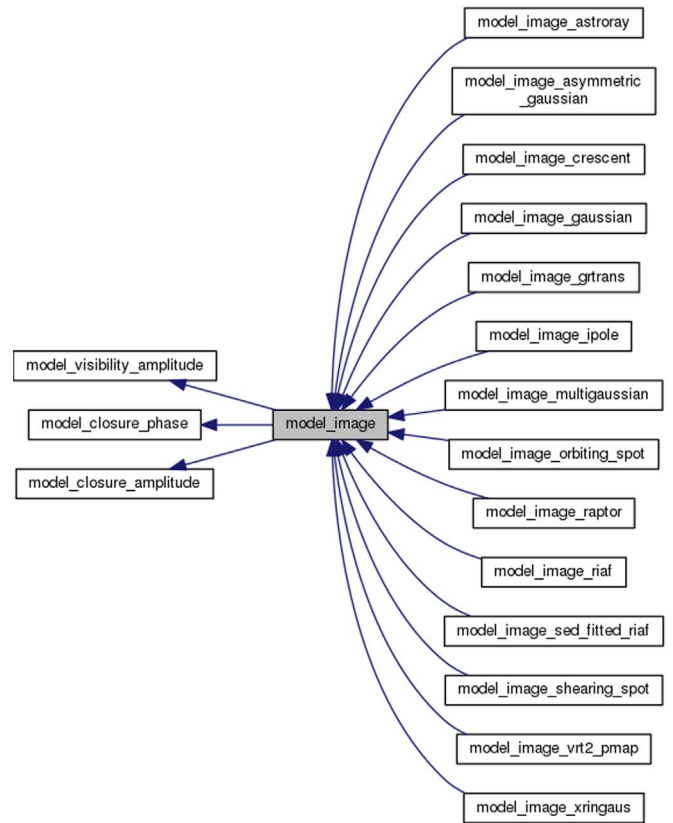 model_visibility_amplitude
model_closure_phase
model_closure_amplitude
model_image
model_image_astroray
model_image_asymmetric
_gaussian
model_image_crescent
model_image_gaussian
model_image_grtrans
model_image_ipole
model_image_multigaussian
model_image_orbiting_spot
model_image_raptor
model_image_riaf
model_image_sed_fitted_riaf
model_image_shearing_spot
model_image_vrt2_pmap
model_image_xringaus